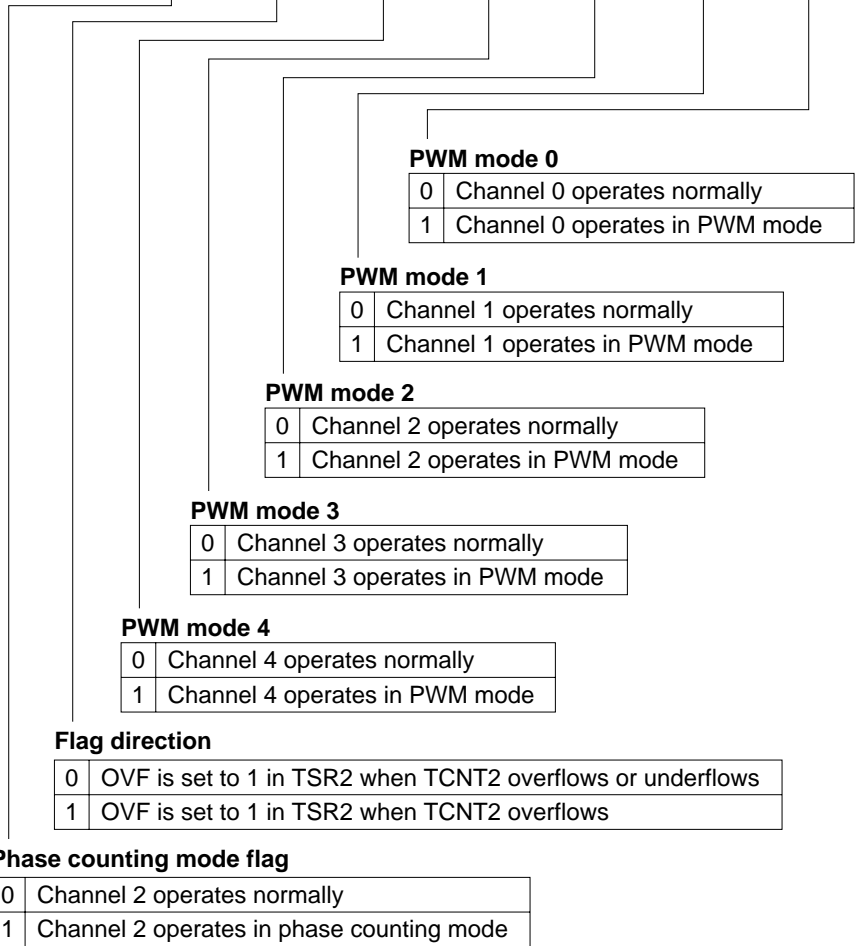 PWM mode 0
0 Channel 0 operates normally
1 Channel 0 operates in PWM mode
PWM mode 1
0 Channel 1 operates normally
1 Channel 1 operates in PWM mode
PWM mode 2
0 Channel 2 operates normally
1 Channel 2 operates in PWM mode
PWM mode 3
0 Channel 3 operates normally
1 Channel 3 operates in PWM mode
PWM mode 4
0 Channel 4 operates normally
1 Channel 4 operates in PWM mode
Flag direction
0 OVF is set to 1 in TSR2 when TCNT2 overflows or underflows
1 OVF is set to 1 in TSR2 when TCNT2 overflows
Phase counting mode flag
0 Channel 2 operates normally
1 Channel 2 operates in phase counting mode